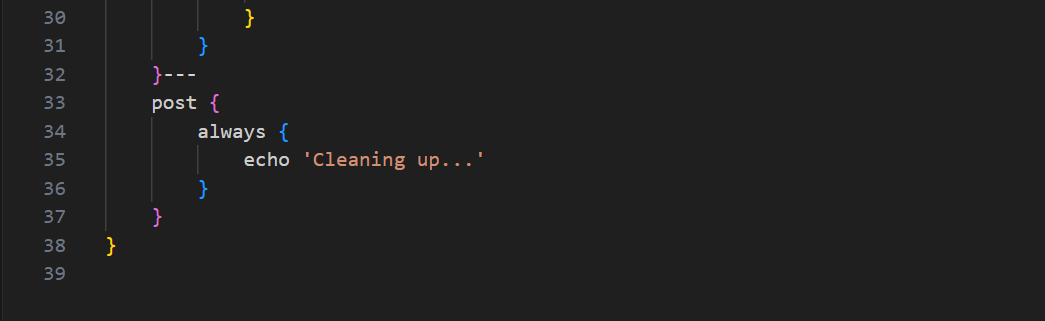 30 }
31 }
32 }---
33 post {
34 always {
35 echo 'Cleaning up...'
36 }
37 }
38 }
39